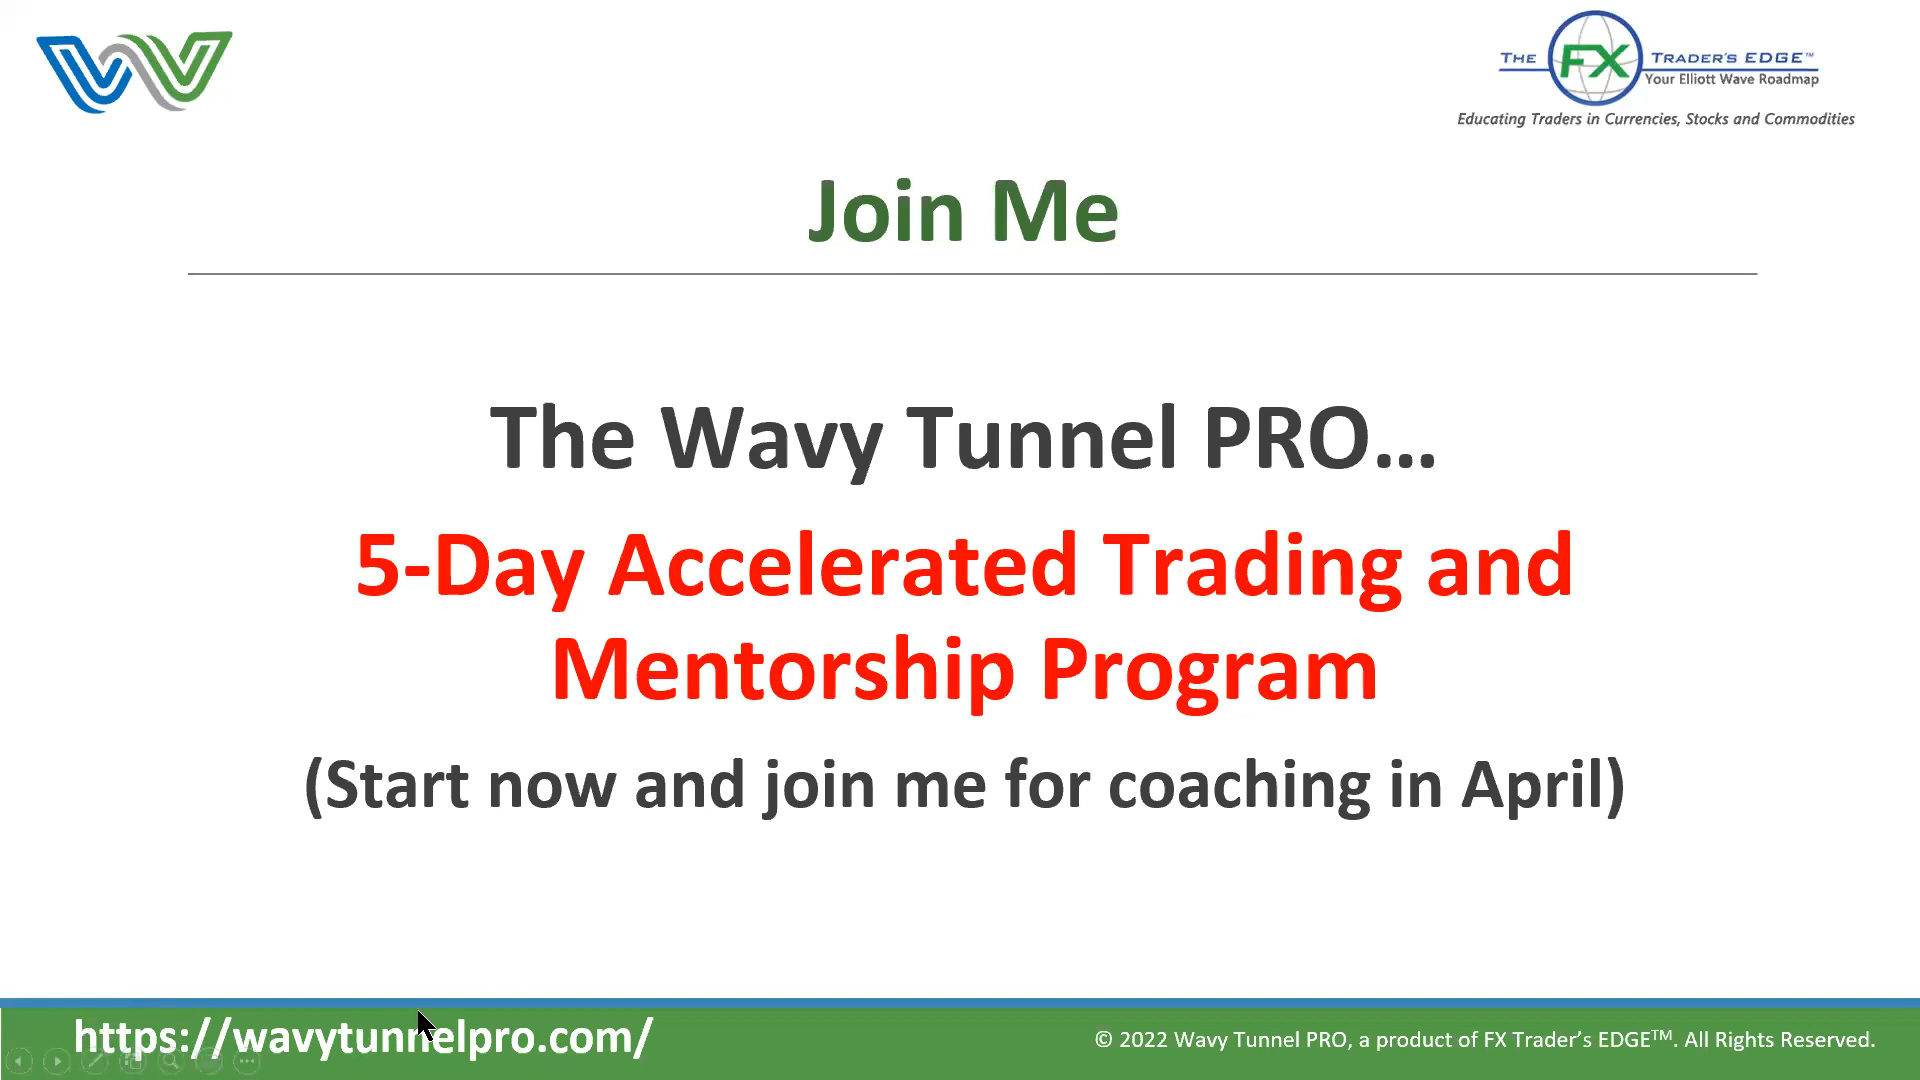 THE FX TRADER'S EDGE™
Your Elliott Wave Roadmap
Educating Traders in Currencies, Stocks and Commodities
Join Me
The Wavy Tunnel PRO...
5-Day Accelerated Trading and
Mentorship Program
(Start now and join me for coaching in April)
https://wavytunnelpro.com/
© 2022 Wavy Tunnel PRO, a product of FX Trader’s EDGE™. All Rights Reserved.